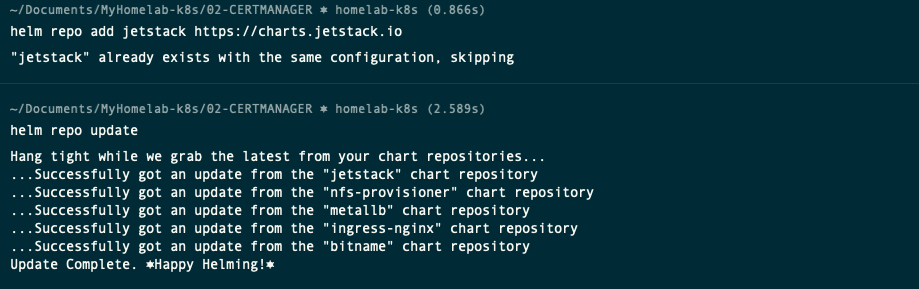 ~/Documents/MyHomelab-k8s/02-CERTMANAGER ⎈ homelab-k8s (0.866s)
helm repo add jetstack https://charts.jetstack.io
"jetstack" already exists with the same configuration, skipping
~/Documents/MyHomelab-k8s/02-CERTMANAGER ⎈ homelab-k8s (2.589s)
helm repo update
Hang tight while we grab the latest from your chart repositories...
...Successfully got an update from the "jetstack" chart repository
...Successfully got an update from the "nfs-provisioner" chart repository
...Successfully got an update from the "metallb" chart repository
...Successfully got an update from the "ingress-nginx" chart repository
...Successfully got an update from the "bitname" chart repository
Update Complete. ⎈Happy Helming!⎈